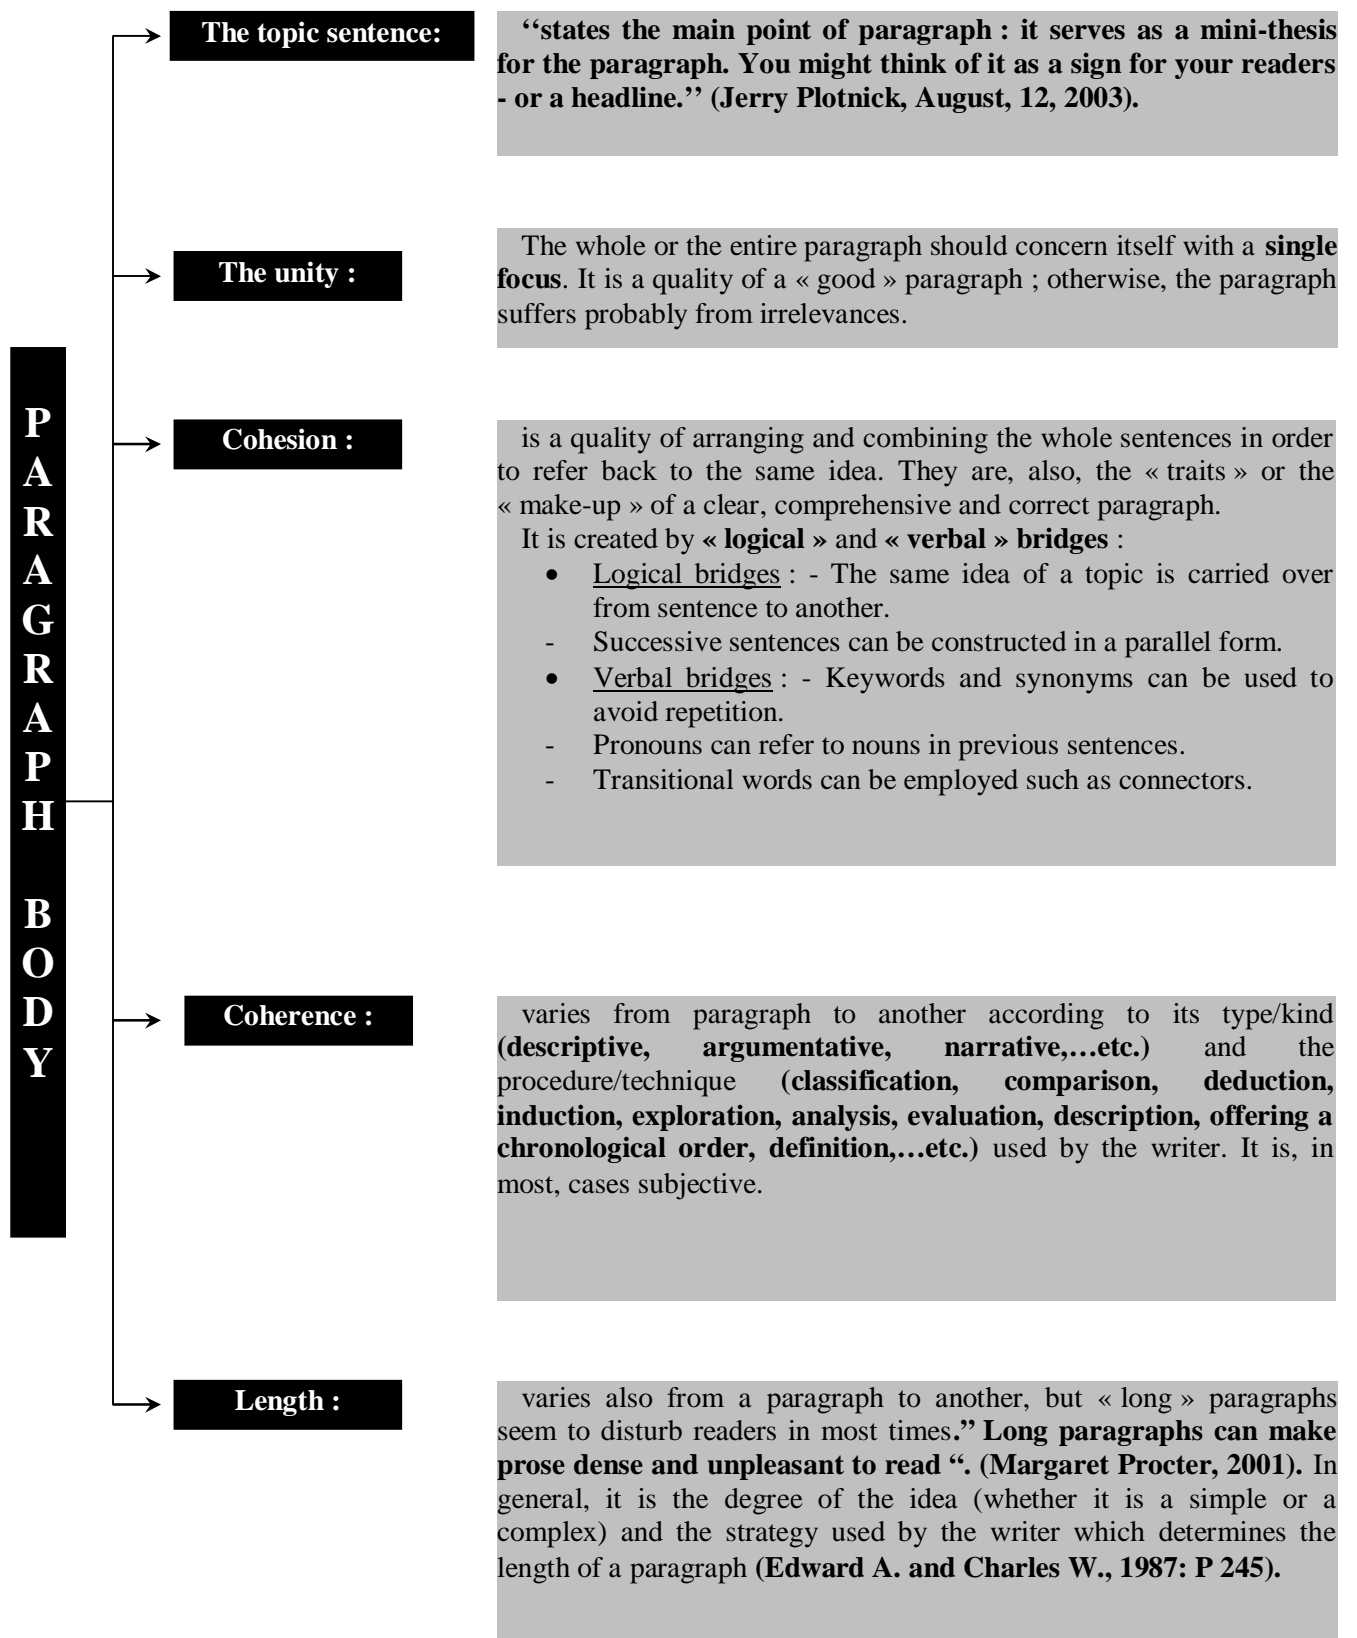 The topic sentence:
‘‘states the main point of paragraph : it serves as a mini-thesis
for the paragraph. You might think of it as a sign for your readers
- or a headline.’’ (Jerry Plotnick, August, 12, 2003).
The unity :
The whole or the entire paragraph should concern itself with a single
focus. It is a quality of a « good » paragraph ; otherwise, the paragraph
suffers probably from irrelevances.
PARAGRAPH BODY
Cohesion :
is a quality of arranging and combining the whole sentences in order
to refer back to the same idea. They are, also, the « traits » or the
« make-up » of a clear, comprehensive and correct paragraph.
It is created by « logical » and « verbal » bridges :
• Logical bridges : - The same idea of a topic is carried over
from sentence to another.
- Successive sentences can be constructed in a parallel form.
• Verbal bridges : - Keywords and synonyms can be used to
avoid repetition.
- Pronouns can refer to nouns in previous sentences.
- Transitional words can be employed such as connectors.
Coherence :
varies from paragraph to another according to its type/kind
(descriptive, argumentative, narrative,…etc.) and the
procedure/technique (classification, comparison, deduction,
induction, exploration, analysis, evaluation, description, offering a
chronological order, definition,…etc.) used by the writer. It is, in
most, cases subjective.
Length :
varies also from a paragraph to another, but « long » paragraphs
seem to disturb readers in most times.’’ Long paragraphs can make
prose dense and unpleasant to read “. (Margaret Procter, 2001). In
general, it is the degree of the idea (whether it is a simple or a
complex) and the strategy used by the writer which determines the
length of a paragraph (Edward A. and Charles W., 1987: P 245).